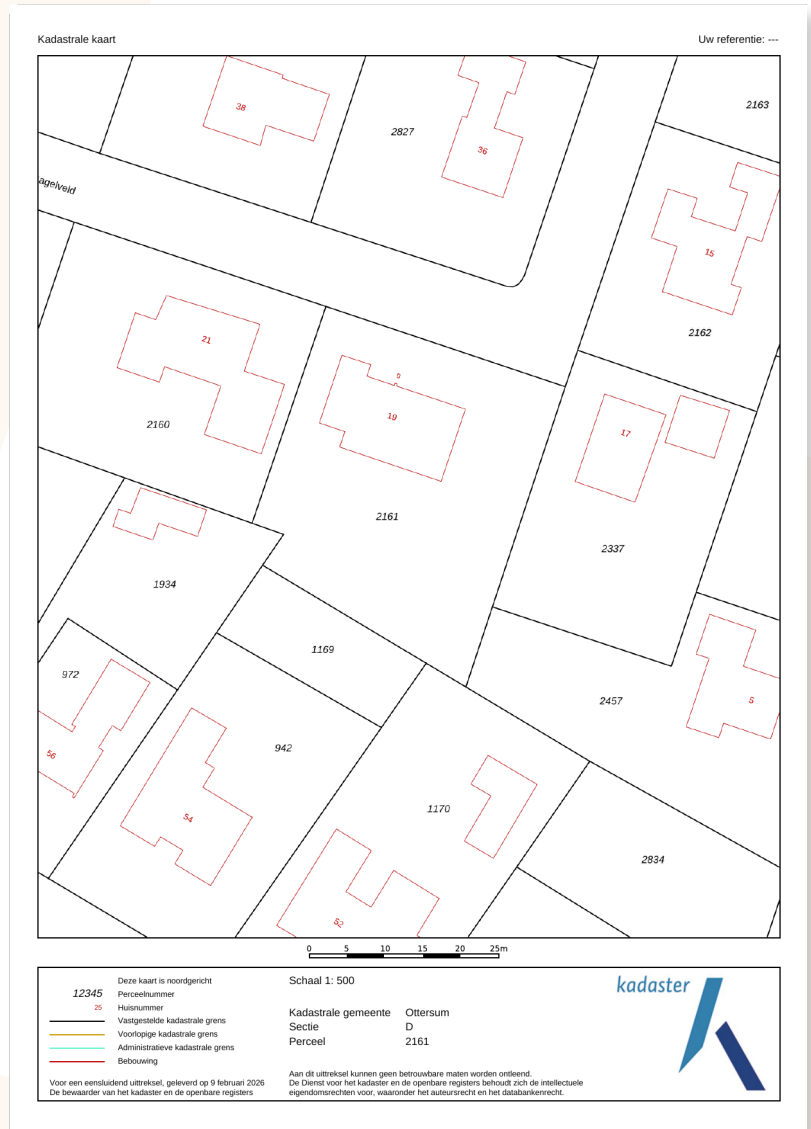 Kadastrale kaart
Uw referentie: ---
2163
38
2827
36
agelveld
15
2162
21
19
17
2160
2161
2337
1934
1169
972
2457
5
942
56
1170
54
2834
52
0 5 10 15 20 25m
Deze kaart is noordgericht
12345 Perceelnummer
25 Huisnummer
Vastgestelde kadastrale grens
Voorlopige kadastrale grens
Administratieve kadastrale grens
Bebouwing
Voor een eensluidend uittreksel, geleverd op 9 februari 2026
De bewaarder van het kadaster en de openbare registers
Schaal 1: 500
Kadastrale gemeente Ottersum
Sectie D
Perceel 2161
Aan dit uittreksel kunnen geen betrouwbare maten worden ontleend.
De Dienst voor het kadaster en de openbare registers behoudt zich de intellectuele
eigendomsrechten voor, waaronder het auteursrecht en het databankenrecht.
kadaster